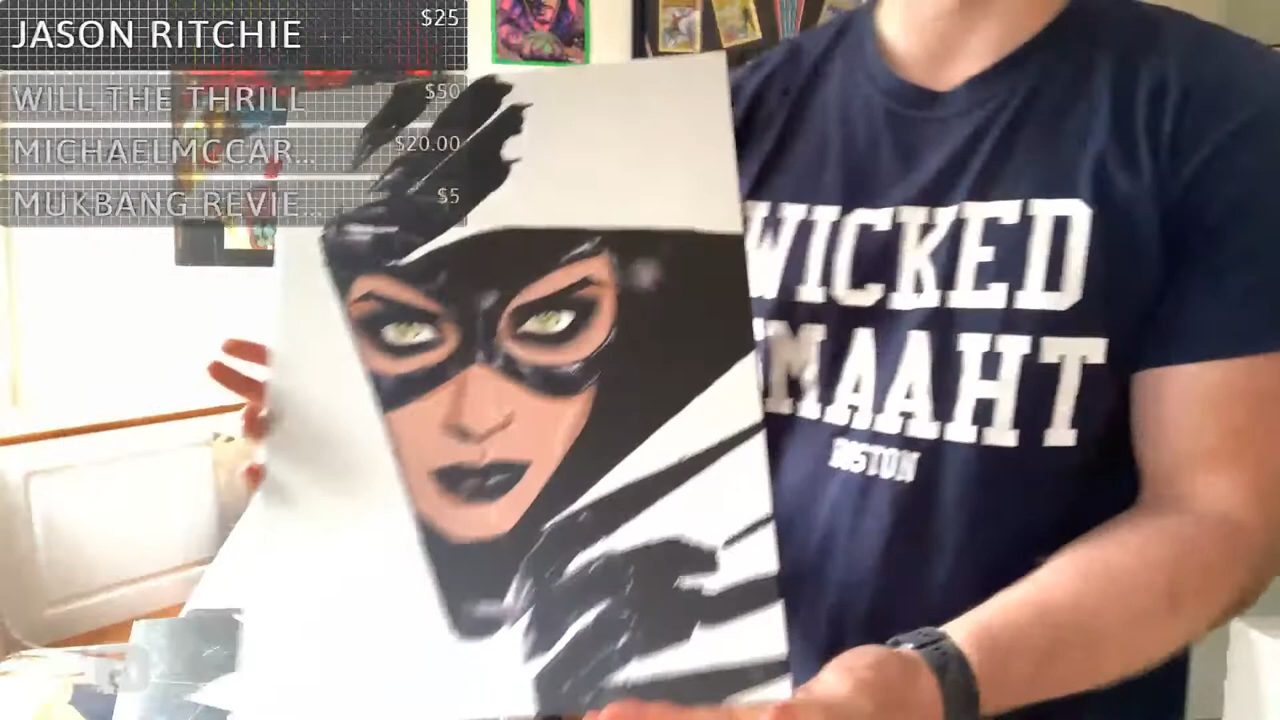 JASON RITCHIE $25
WILL THE THRILL $50
MICHAELMCCAR... $20.00
MUKBANG REVIE... $5
WICKED
MAAHT
BOSTON